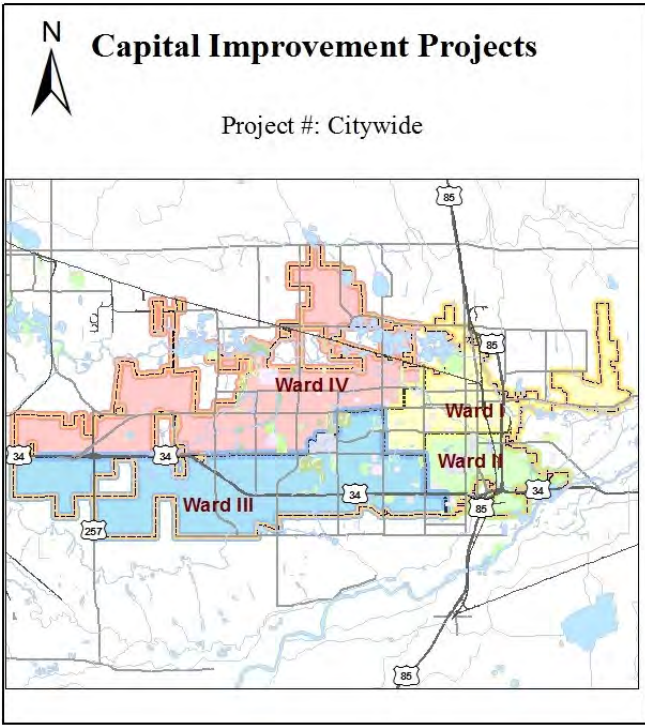 N
Capital Improvement Projects
Project #: Citywide
85
85
Ward IV
Ward I
34
34
Ward II
34
34
Ward III
85
257
85